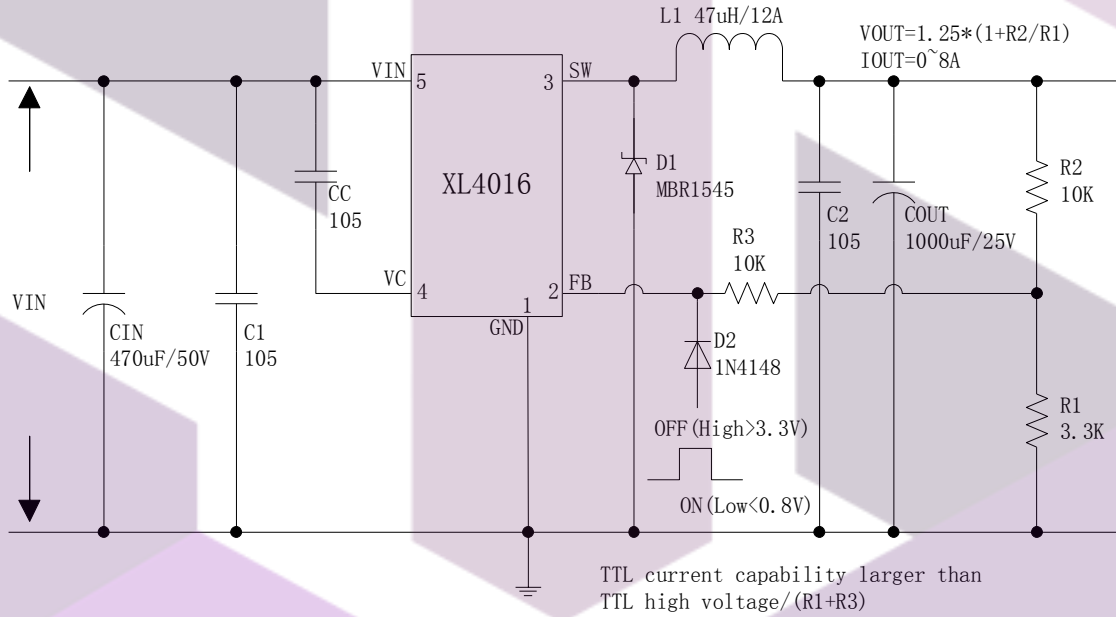 L1 47uH/12A
VOUT=1.25*(1+R2/R1)
IOUT=0~8A
VIN
5
3
SW
XL4016
CC
105
D1
MBR1545
C2
105
COUT
1000uF/25V
R2
10K
R3
10K
VC
4
2
FB
1
GND
VIN
CIN
470uF/50V
C1
105
D2
1N4148
R1
3.3K
OFF(High>3.3V)
ON(Low<0.8V)
TTL current capability larger than
TTL high voltage/(R1+R3)